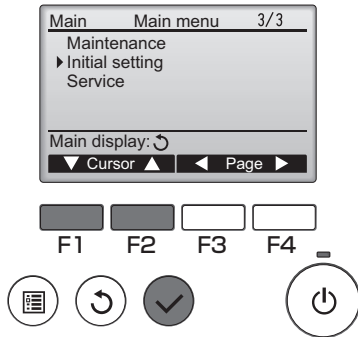 Main Main menu 3/3
Maintenance
Initial setting
Service
Main display:
Cursor Page
F1 F2 F3 F4